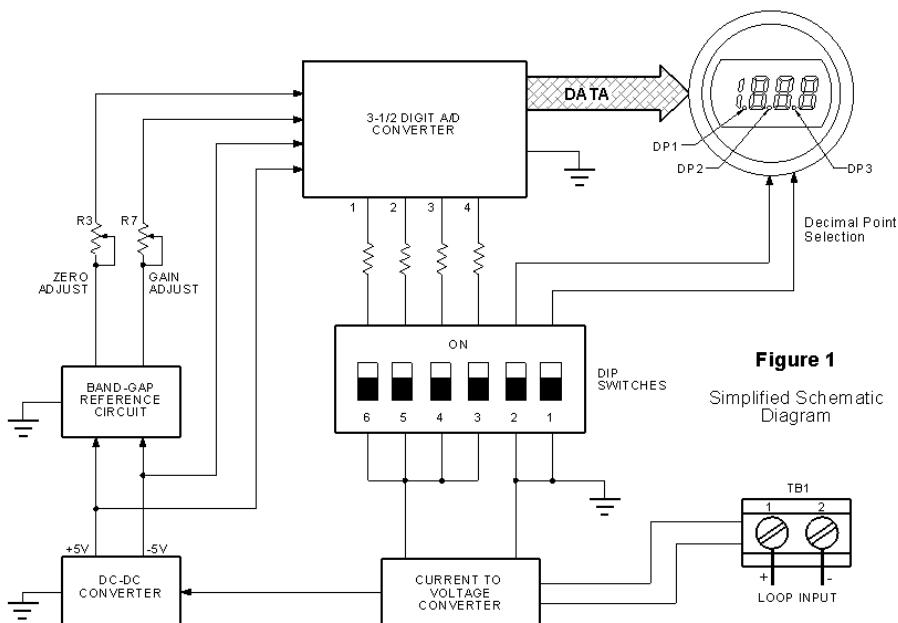 3-1/2 DIGIT A/D
CONVERTER
DATA
1.8.8.8
DP1
DP2
DP3
1 2 3 4
Decimal Point
Selection
R3
R7
ZERO
ADJUST
GAIN
ADJUST
ON
6 5 4 3 2 1
DIP
SWITCHES
Figure 1
Simplified Schematic
Diagram
BAND-GAP
REFERENCE
CIRCUIT
+5V
-5V
DC-DC
CONVERTER
CURRENT TO
VOLTAGE
CONVERTER
TB1
1 2
+ -
LOOP INPUT